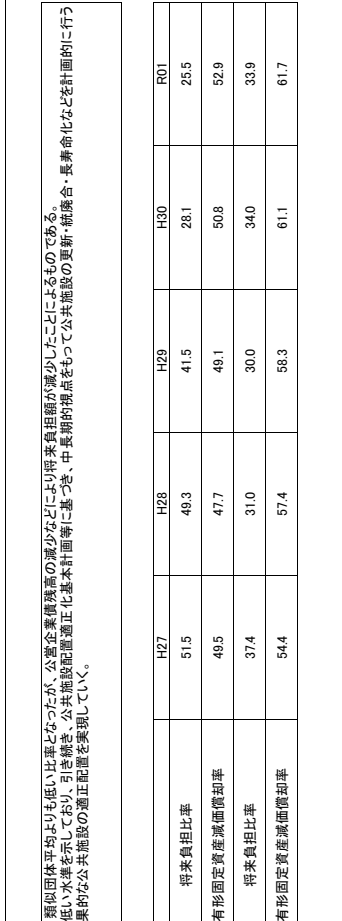 類似団体平均よりも低い比率となったが、公営企業債残高の減少などにより将来負担額が減少したことによるものである。
低い水準を示しており、引き続き、公共施設配置適正化基本計画等に基づき、中長期的視点をもって公共施設の更新・統廃合・長寿命化などを計画的に行う
果的な公共施設の適正配置を実現していく。
H27 H28 H29 H30 R01
将来負担比率 51.5 49.3 41.5 28.1 25.5
有形固定資産減価償却率 49.5 47.7 49.1 50.8 52.9
将来負担比率 37.4 31.0 30.0 34.0 33.9
有形固定資産減価償却率 54.4 57.4 58.3 61.1 61.7